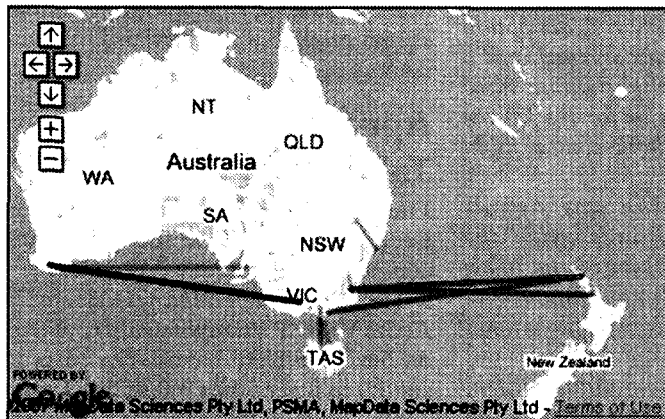 NT
QLD
Australia
WA
SA
NSW
VIC
TAS
New Zealand
POWERED BY
Google
MapData Sciences Pty Ltd, PSMA, MapData Sciences Pty Ltd - Terms of Use